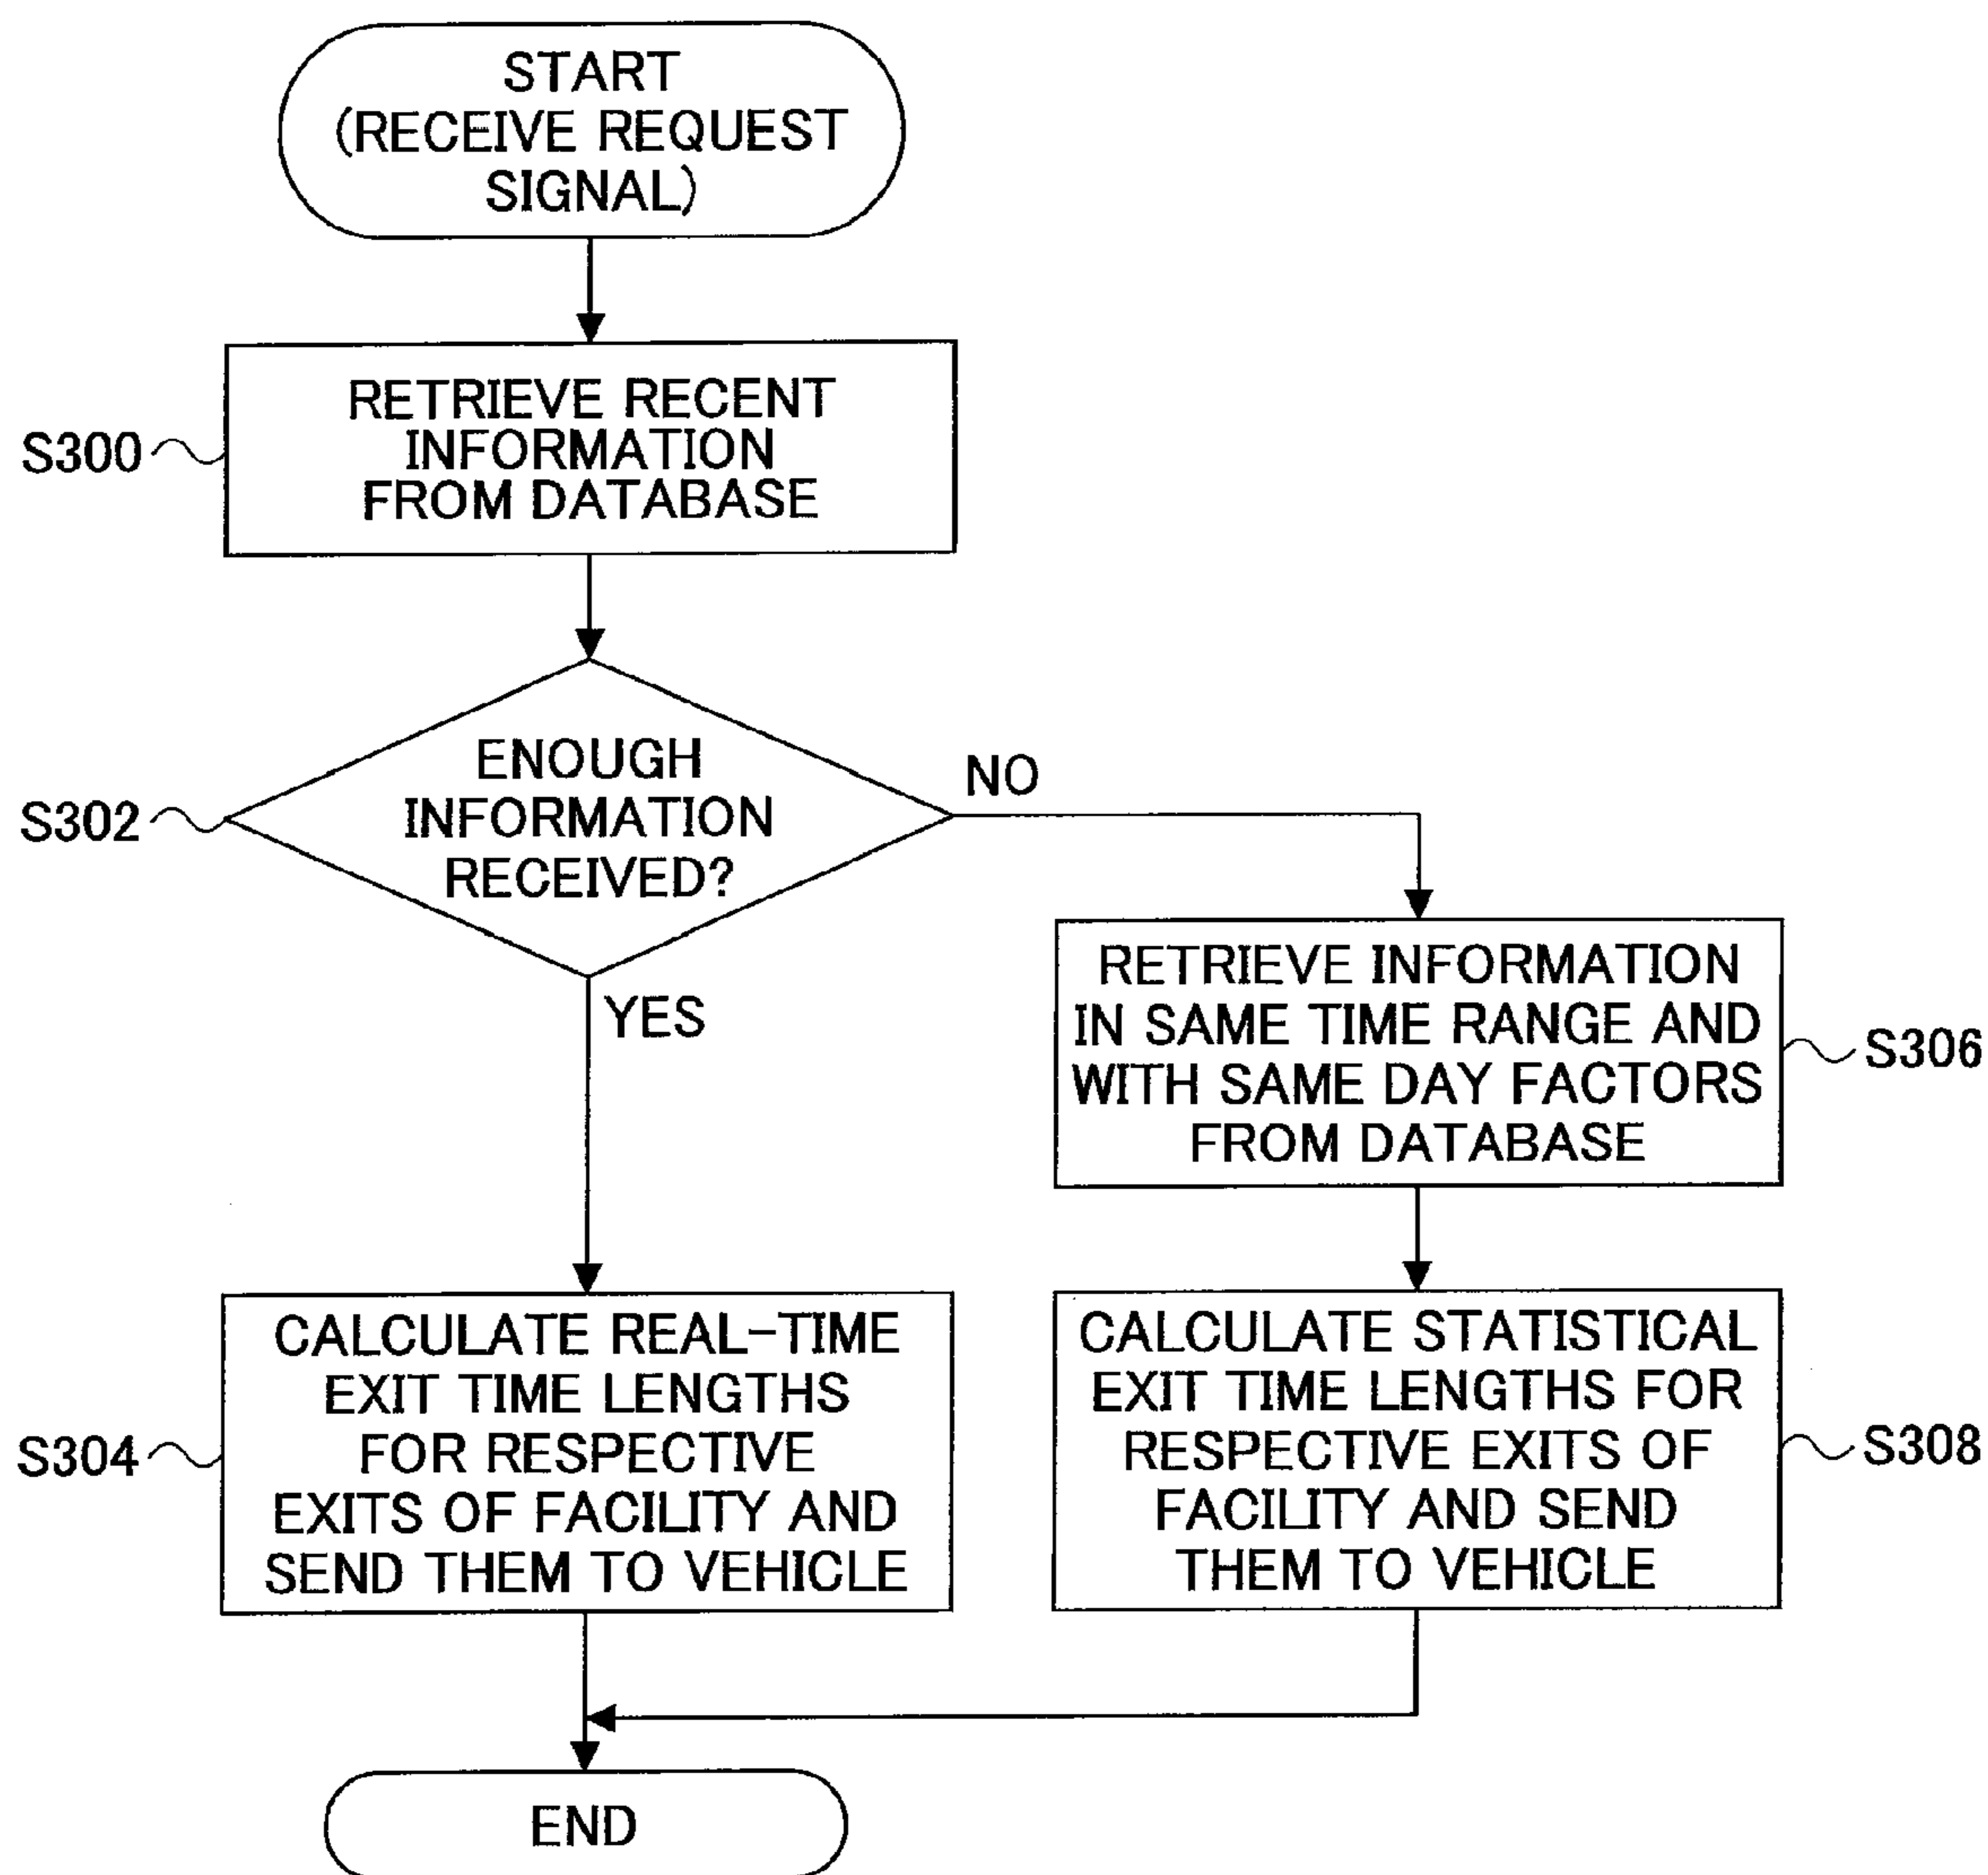 START
(RECEIVE REQUEST
SIGNAL)
S300
RETRIEVE RECENT
INFORMATION
FROM DATABASE
S302
ENOUGH
INFORMATION
RECEIVED?
NO
YES
RETRIEVE INFORMATION
IN SAME TIME RANGE AND
WITH SAME DAY FACTORS
FROM DATABASE
S306
S304
CALCULATE REAL-TIME
EXIT TIME LENGTHS
FOR RESPECTIVE
EXITS OF FACILITY AND
SEND THEM TO VEHICLE
CALCULATE STATISTICAL
EXIT TIME LENGTHS FOR
RESPECTIVE EXITS OF
FACILITY AND SEND
THEM TO VEHICLE
S308
END